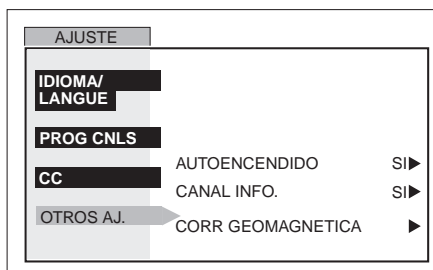 AJUSTE
IDIOMA/
LANGUE
PROG CNLS
CC
OTROS AJ.
AUTOENCENDIDO SI
CANAL INFO. SI
CORR GEOMAGNETICA